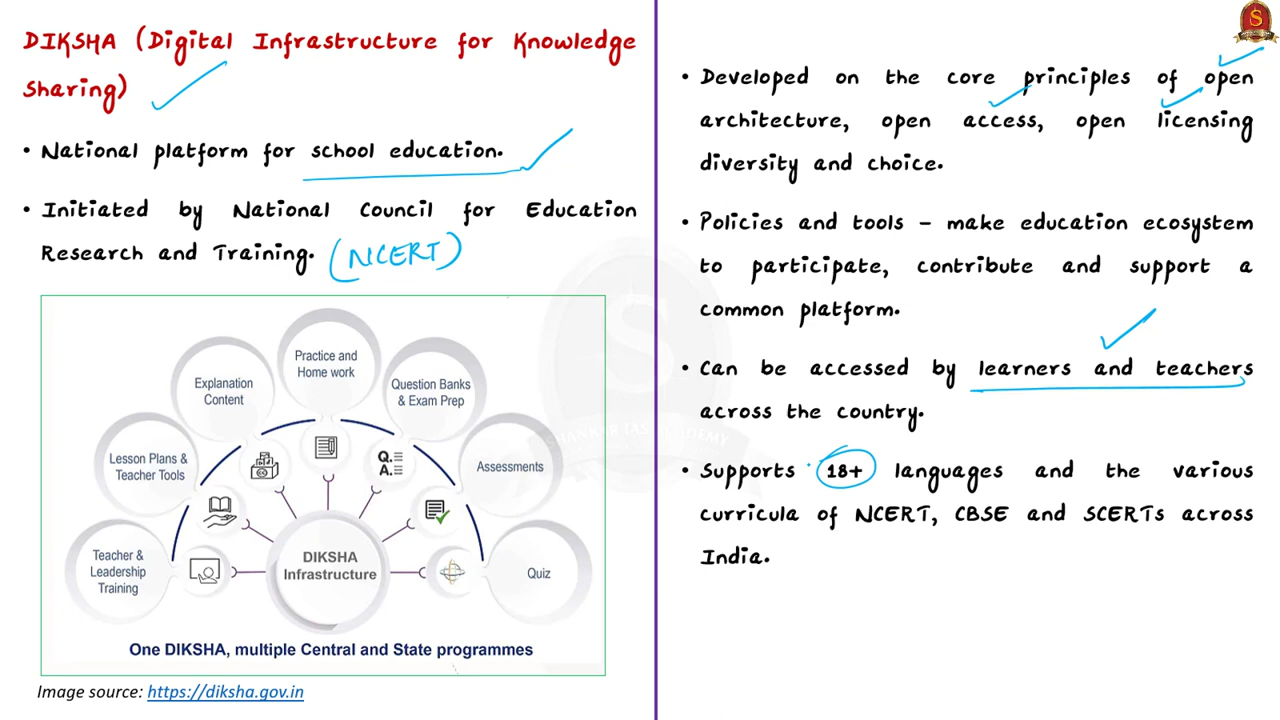 DIKSHA (Digital Infrastructure for Knowledge
Sharing)
• National platform for school education.
• Initiated by National Council for Education
Research and Training. (NCERT)
Practice and
Home work
Explanation
Content
Question Banks
& Exam Prep
Lesson Plans &
Teacher Tools
Assessments
Q.
A.
Teacher &
Leadership
Training
DIKSHA
Infrastructure
Quiz
One DIKSHA, multiple Central and State programmes
Image source: https://diksha.gov.in
• Developed on the core principles of open
architecture, open access, open licensing
diversity and choice.
• Policies and tools – make education ecosystem
to participate, contribute and support a
common platform.
• Can be accessed by learners and teachers
across the country.
• Supports 18+ languages and the various
curricula of NCERT, CBSE and SCERTs across
India.
S
SHANKAR IAS ACADEMY